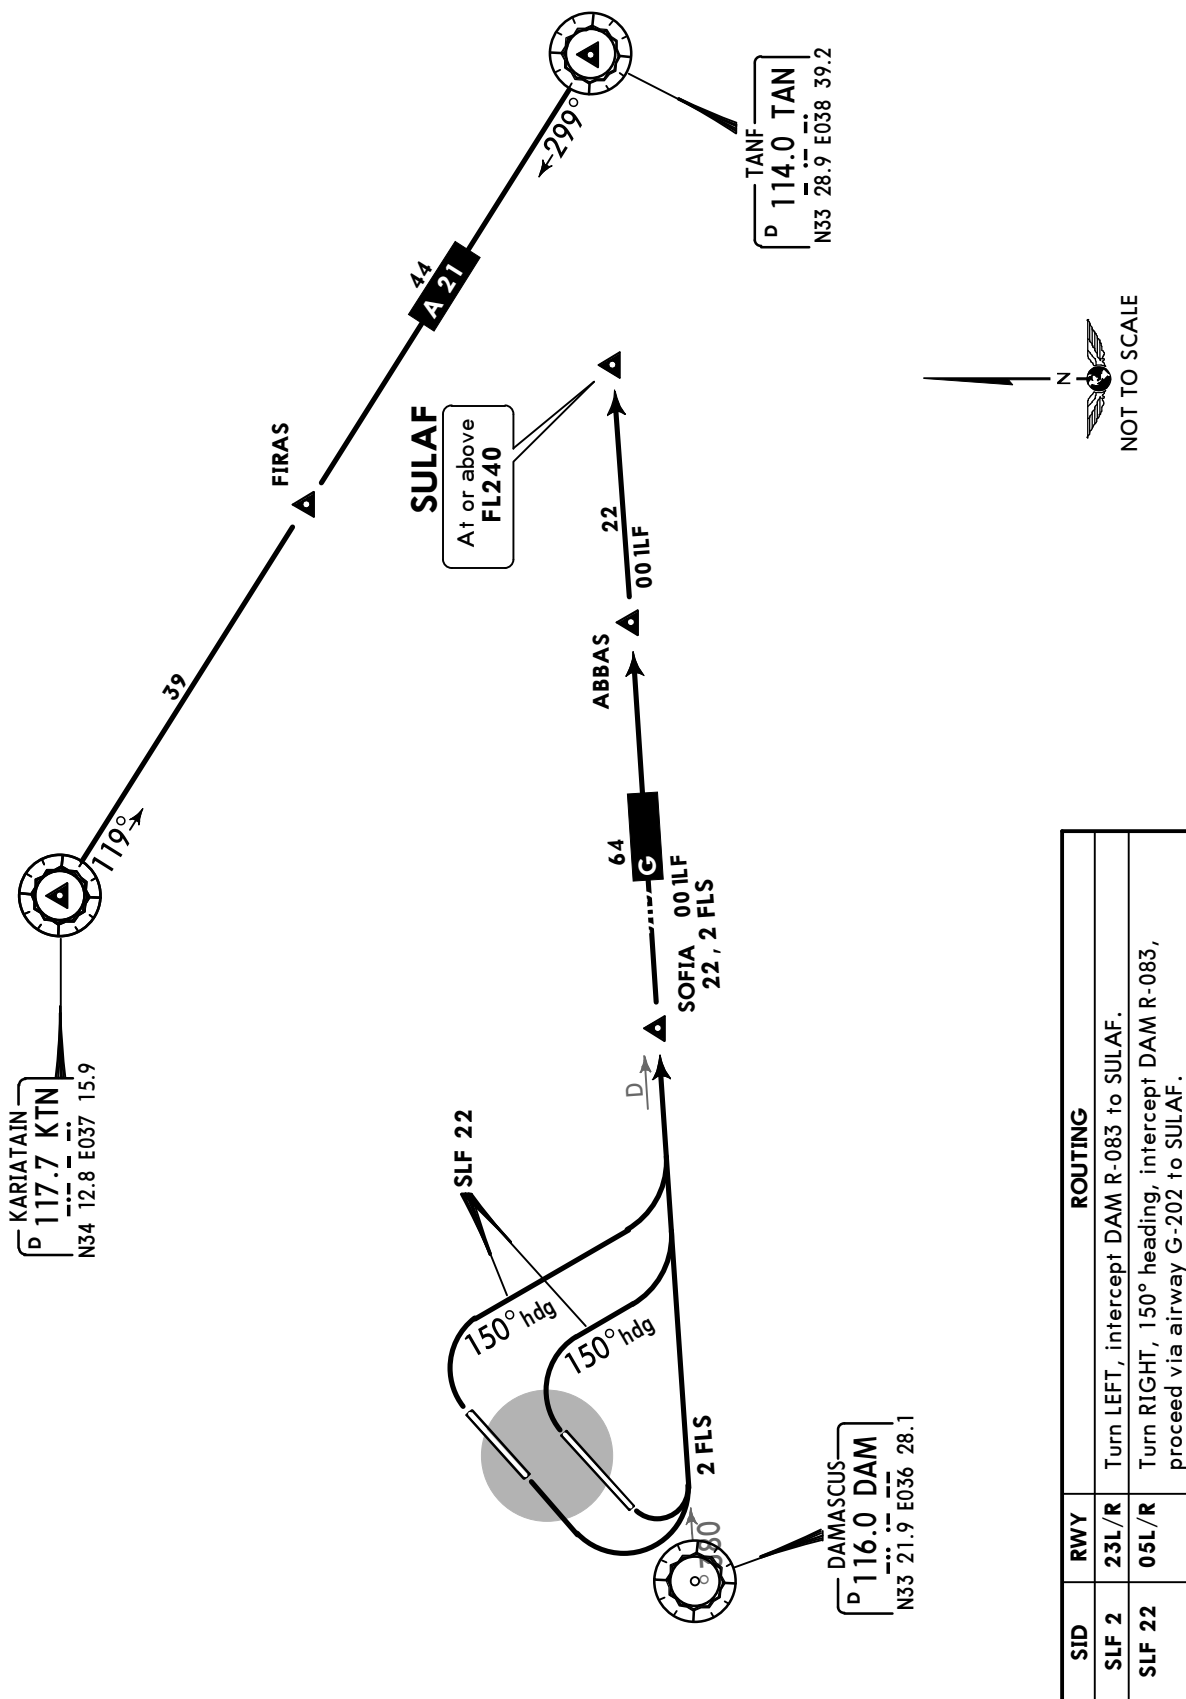 KARIATAIN
D 117.7 KTN
N34 12.8 E037 15.9
119°
39
FIRAS
44
A 21
299°
TANF
D 114.0 TAN
N33 28.9 E038 39.2
SULAF
At or above
FL240
SLF 22
150° hdg
150° hdg
D
SOFIA
001LF
22, 2 FLS
64
G
ABBAS
22
001LF
2 FLS
DAMASCUS
D 116.0 DAM
N33 21.9 E036 28.1
N
NOT TO SCALE
SID RWY ROUTING
SLF 2 23L/R Turn LEFT, intercept DAM R-083 to SULAF.
SLF 22 05L/R Turn RIGHT, 150° heading, intercept DAM R-083,
proceed via airway G-202 to SULAF.